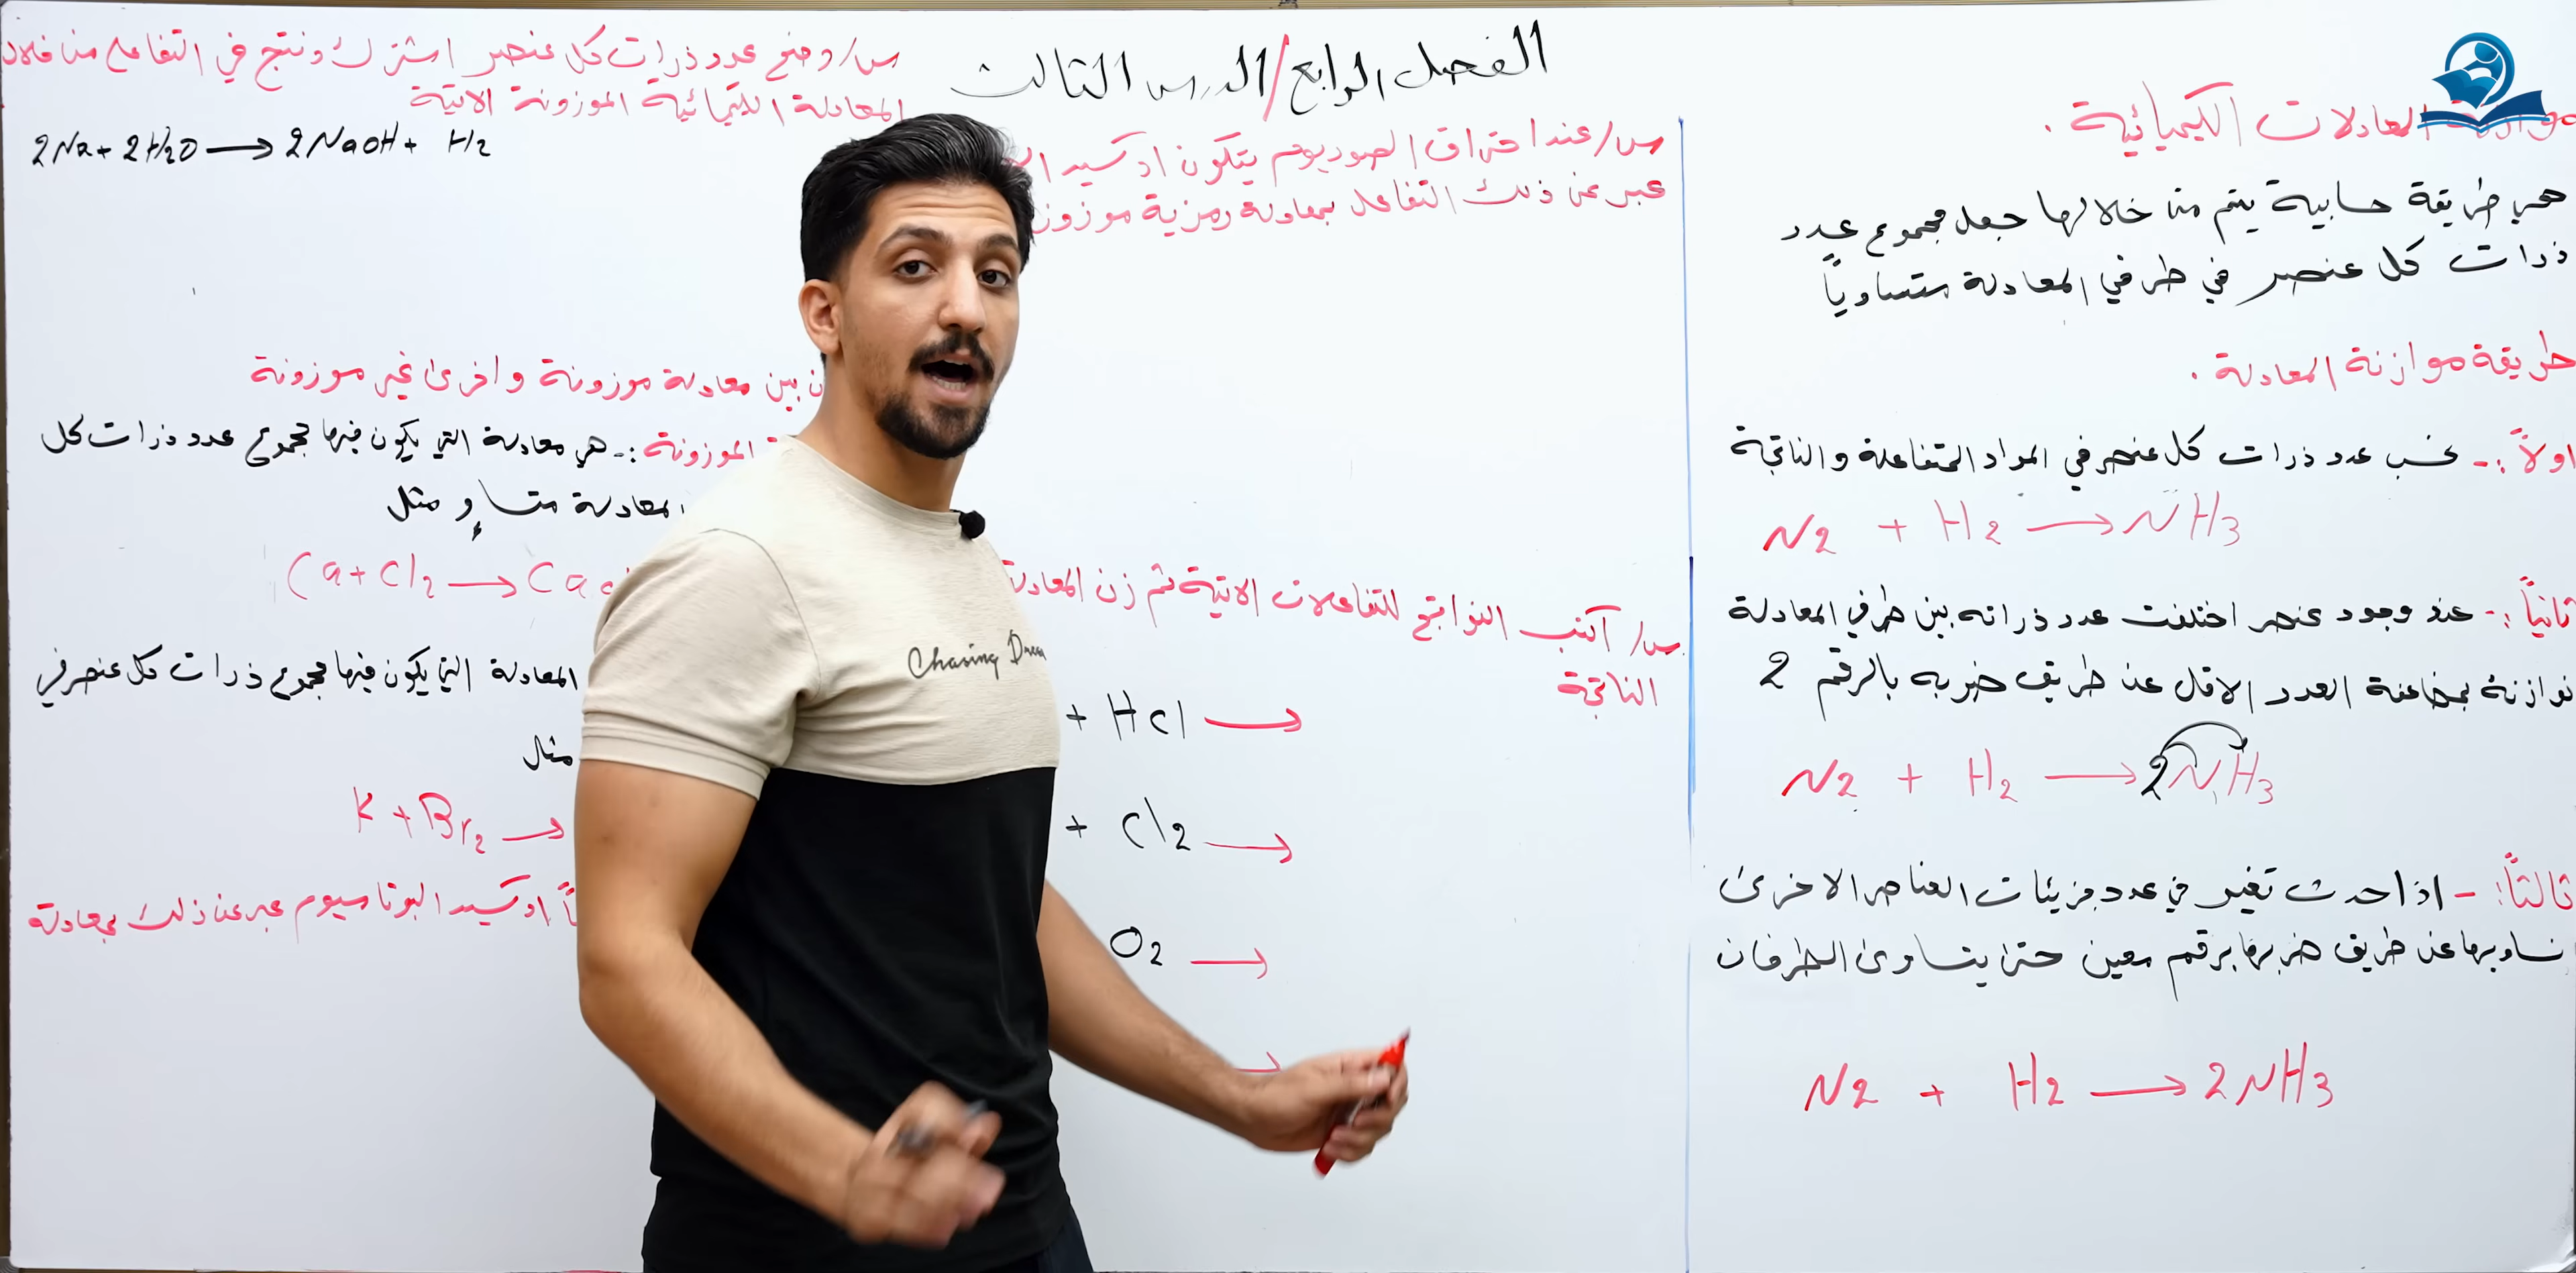 الفصل الرابع/الدرس الثالث
موازنة المعادلات الكيميائية.
هي طريقة حسابية يتم من خلالها جعل مجموع عدد
ذرات كل عنصر في طرفي المعادلة متساوياً
طريقة موازنة المعادلة.
اولاً :- نحسب عدد ذرات كل عنصر في المواد المتفاعلة والناتجة
N2 + H2 → NH3
ثانياً :- عند وجود عنصر اختلفت عدد ذراته بين طرفي المعادلة
نوازنهُ بمضاعفة العدد الاقل عن طريق ضربه بالرقم 2
N2 + H2 → 2NH3
ثالثاً :- اذا حدث تغير في عدد جزيئات العناصر الاخرى
نساويها عن طريق ضربها برقم معين حتى يتساوى الطرفان
N2 + H2 → 2NH3
س/عند احتراق الصوديوم يتكون اوكسيد
عبر عن ذلك التفاعل بمعادلة رمزية
س/ اكتب النواتج للتفاعلات الاتية ثم زن المعادلة
الناتجة
+ HCl →
+ Cl2 →
O2 →
→
س/وضح عدد ذرات كل عنصر اشترك ونتج في التفاعل من خلال
المعادلة الكيميائية الموزونة الاتية
2Na + 2H2O → 2NaOH + H2
بين معادلة موزونة واخرى غير موزونة
الموزونة :- هي معادلة التي يكون فيها مجموع عدد ذرات كل
المعادلة متساوٍ مثل
Ca + Cl2 → Ca
المعادلة التي يكون فيها مجموع ذرات كل عنصر في
مثال
K + Br2 →
اوكسيد البوتاسيوم عبر عن ذلك بمعادلة
Chasing